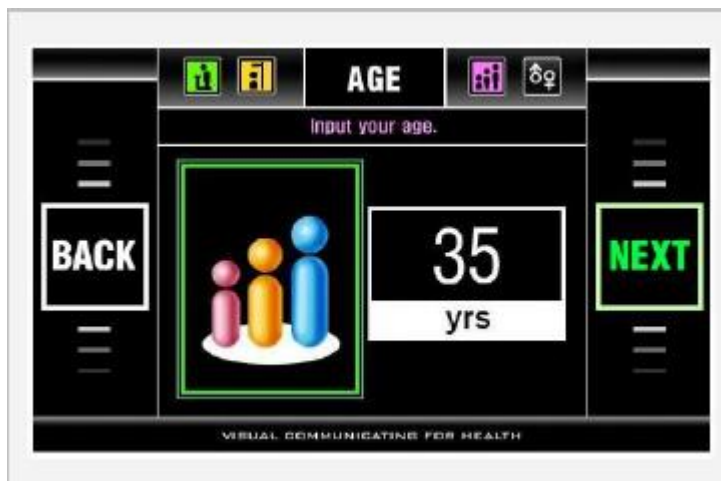 AGE
Input your age.
BACK
35
yrs
NEXT
VISUAL COMMUNICATING FOR HEALTH